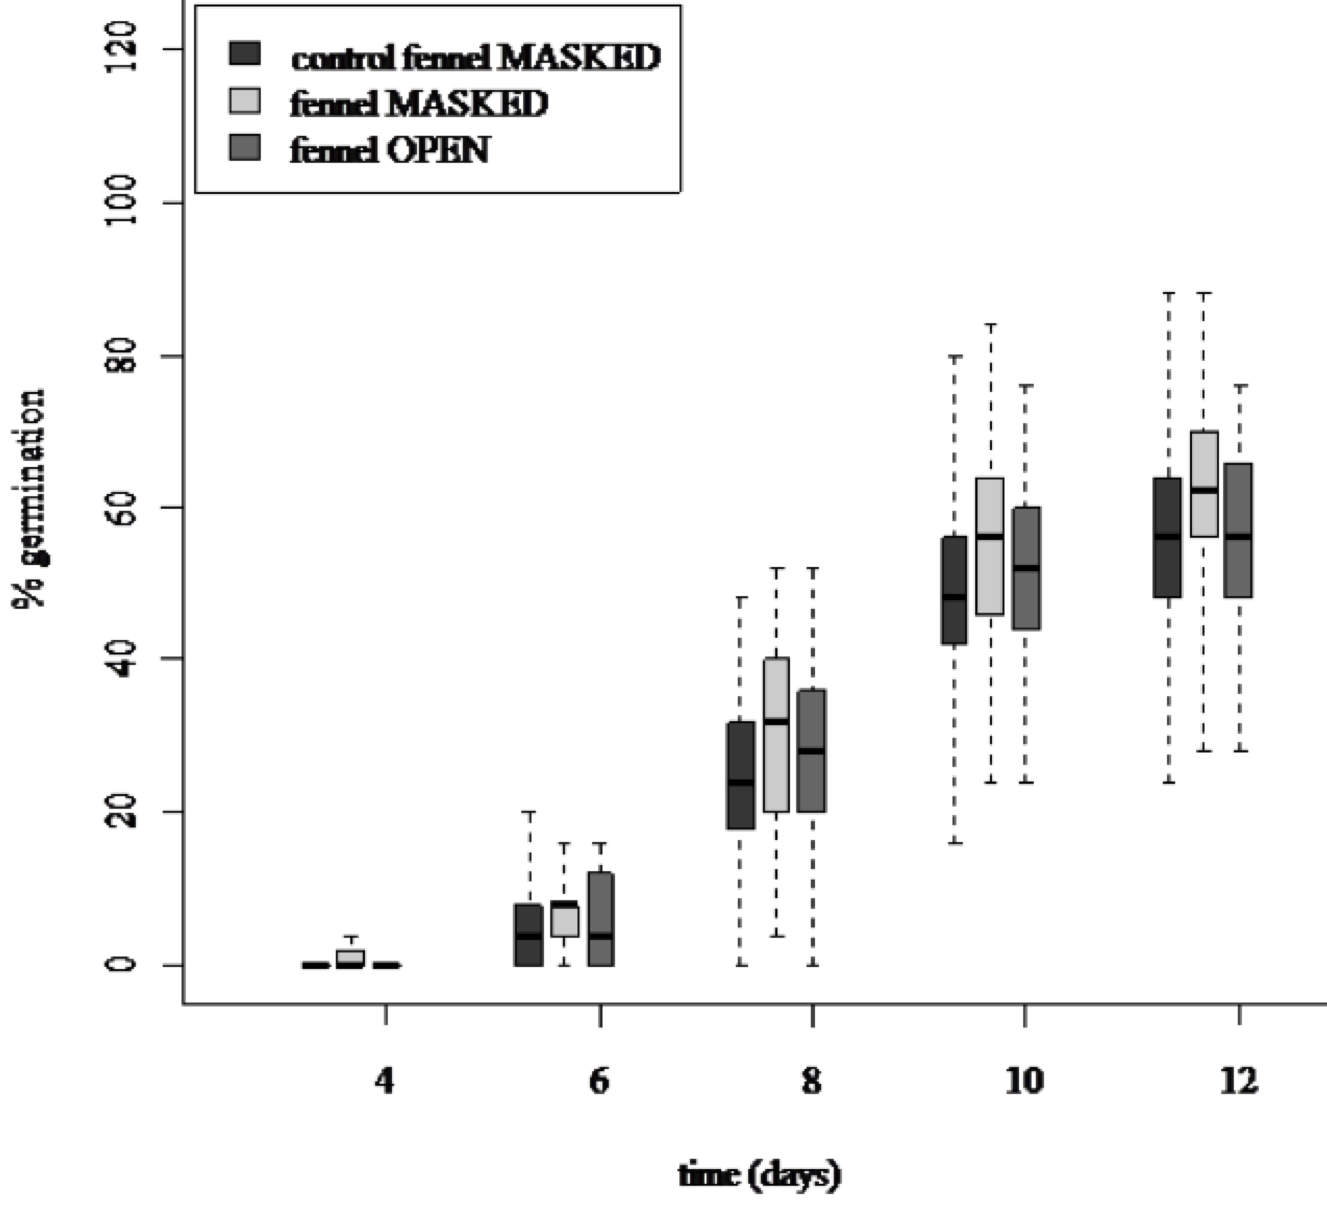 control fennel MASKED
fennel MASKED
fennel OPEN
120
100
80
60
40
20
0
% germination
4 6 8 10 12
time (days)